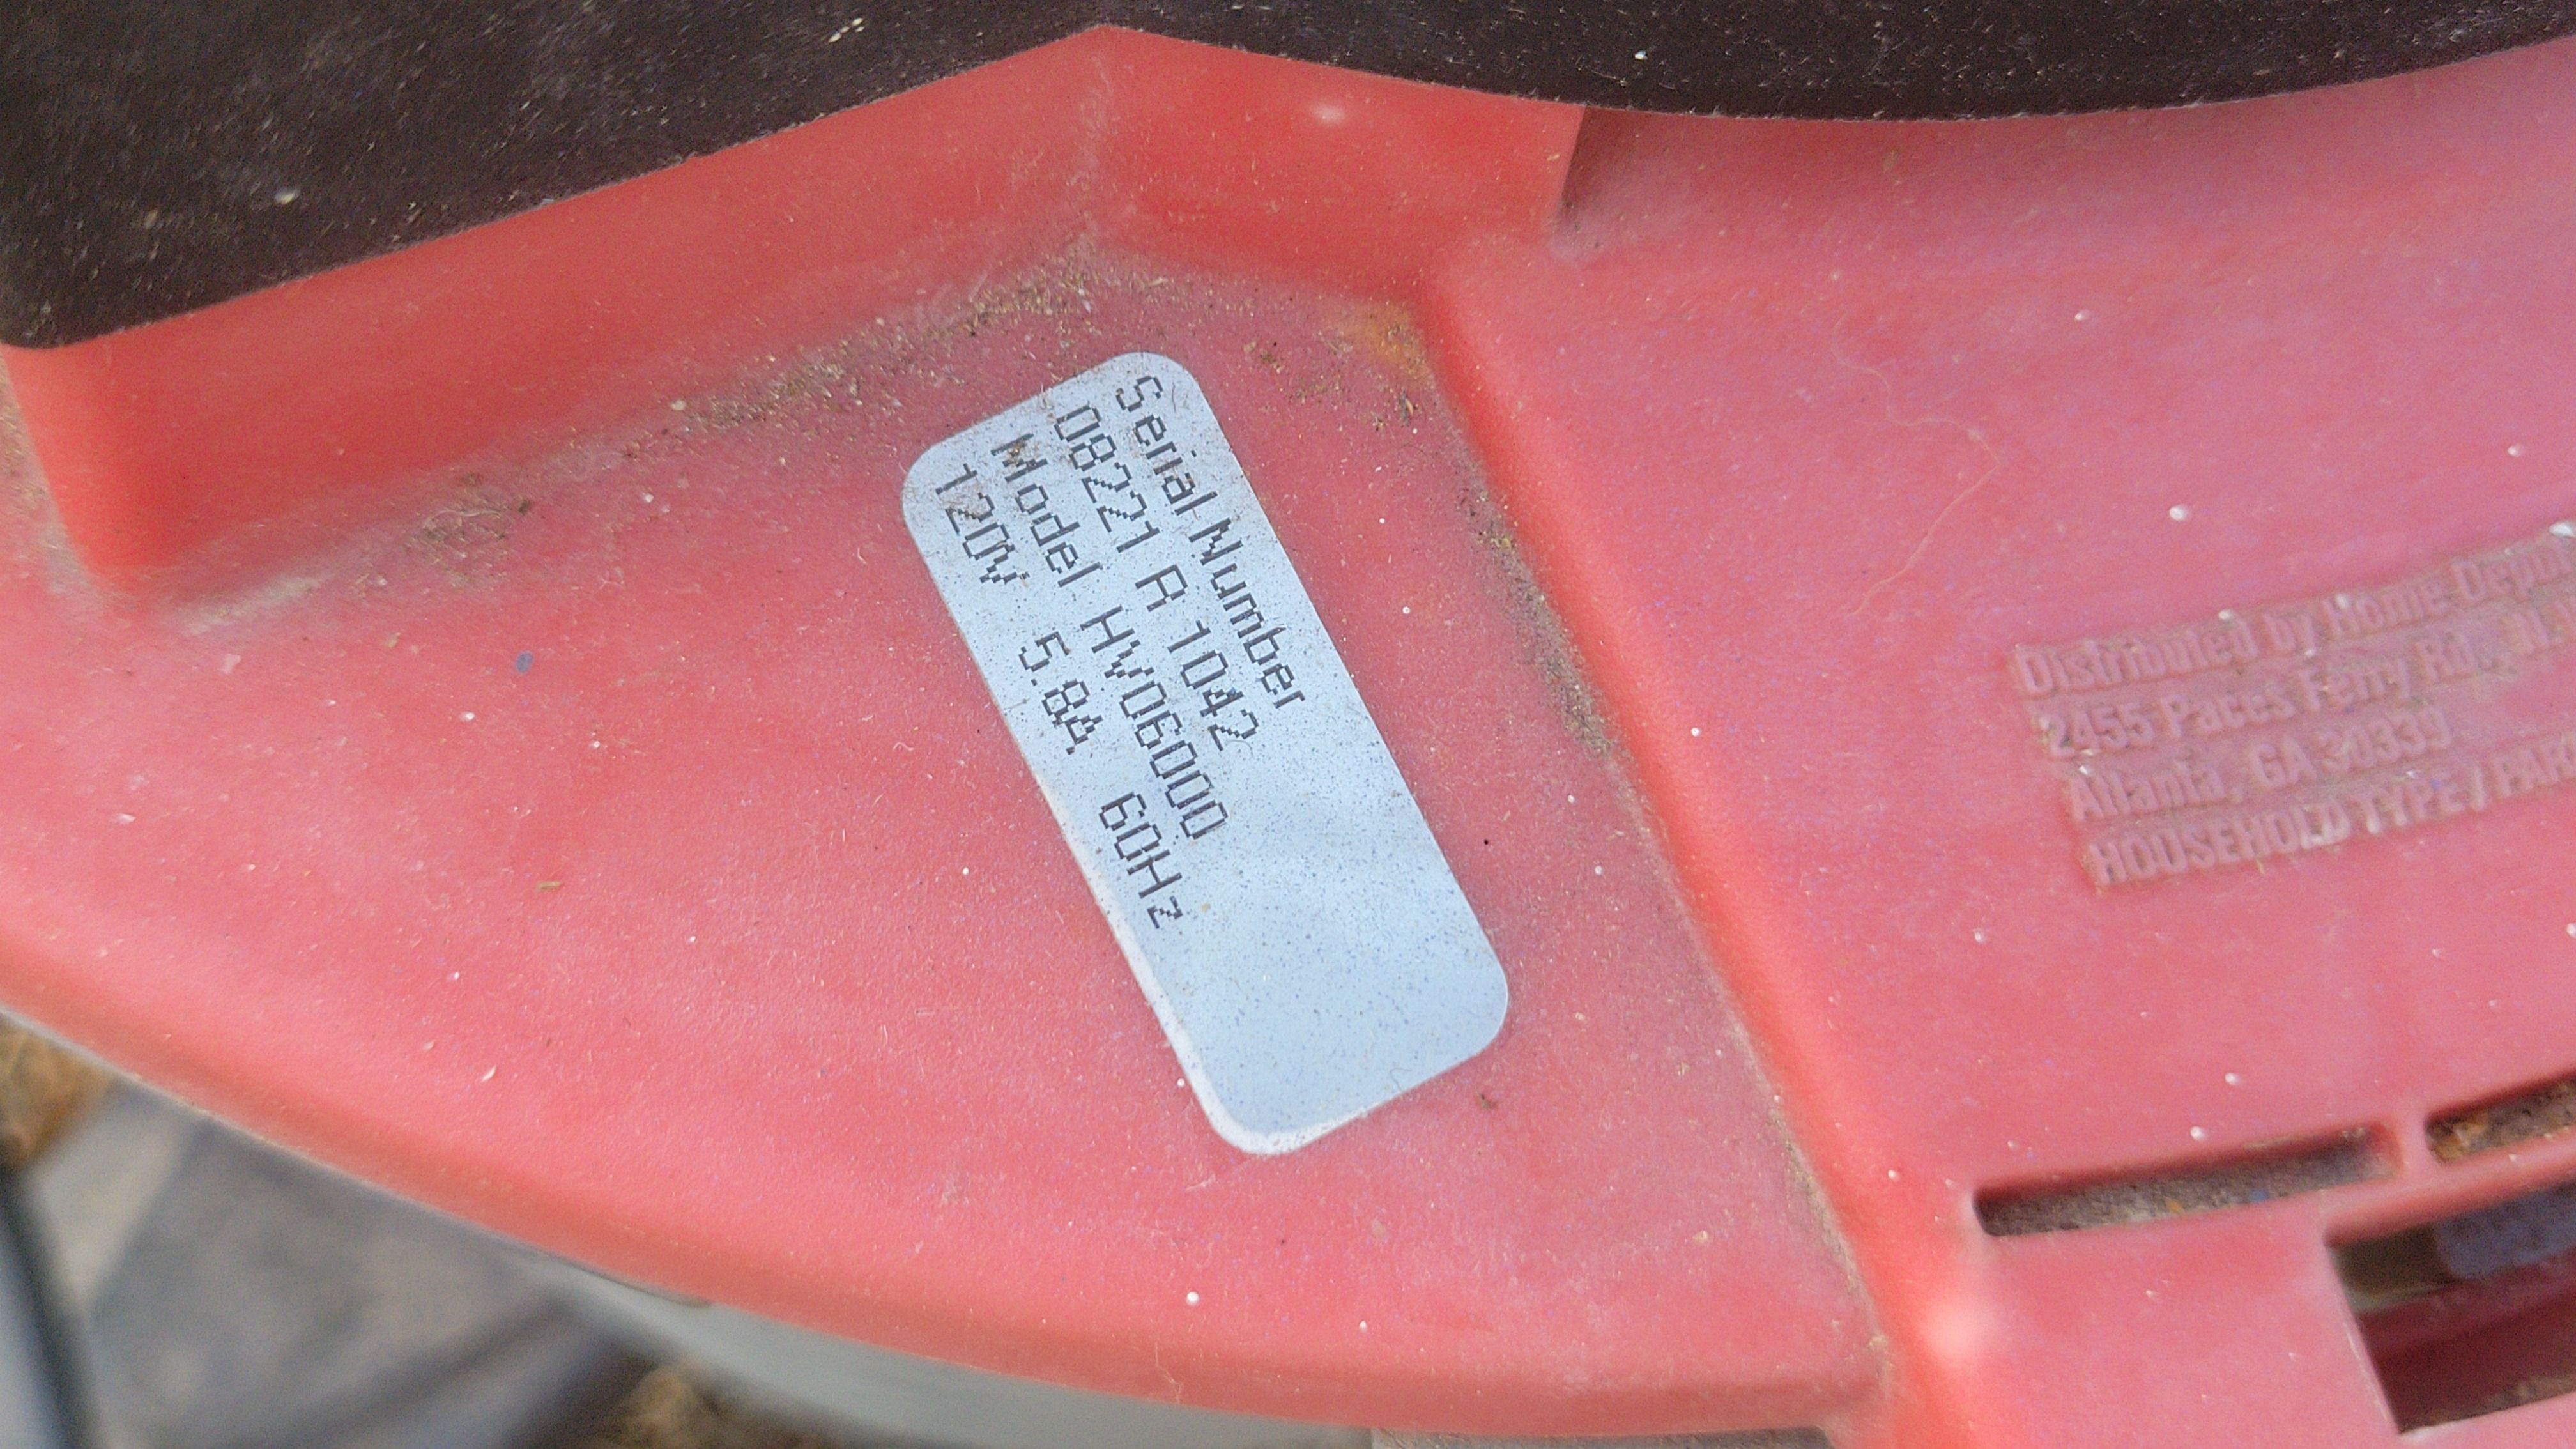 Serial Number
08221 R 1042
Model HV06000
120V 5.8A 60Hz
Distributed by Home Depot
2455 Paces Ferry Rd., N.
Atlanta, GA 30339
HOUSEHOLD TYPE/PAR